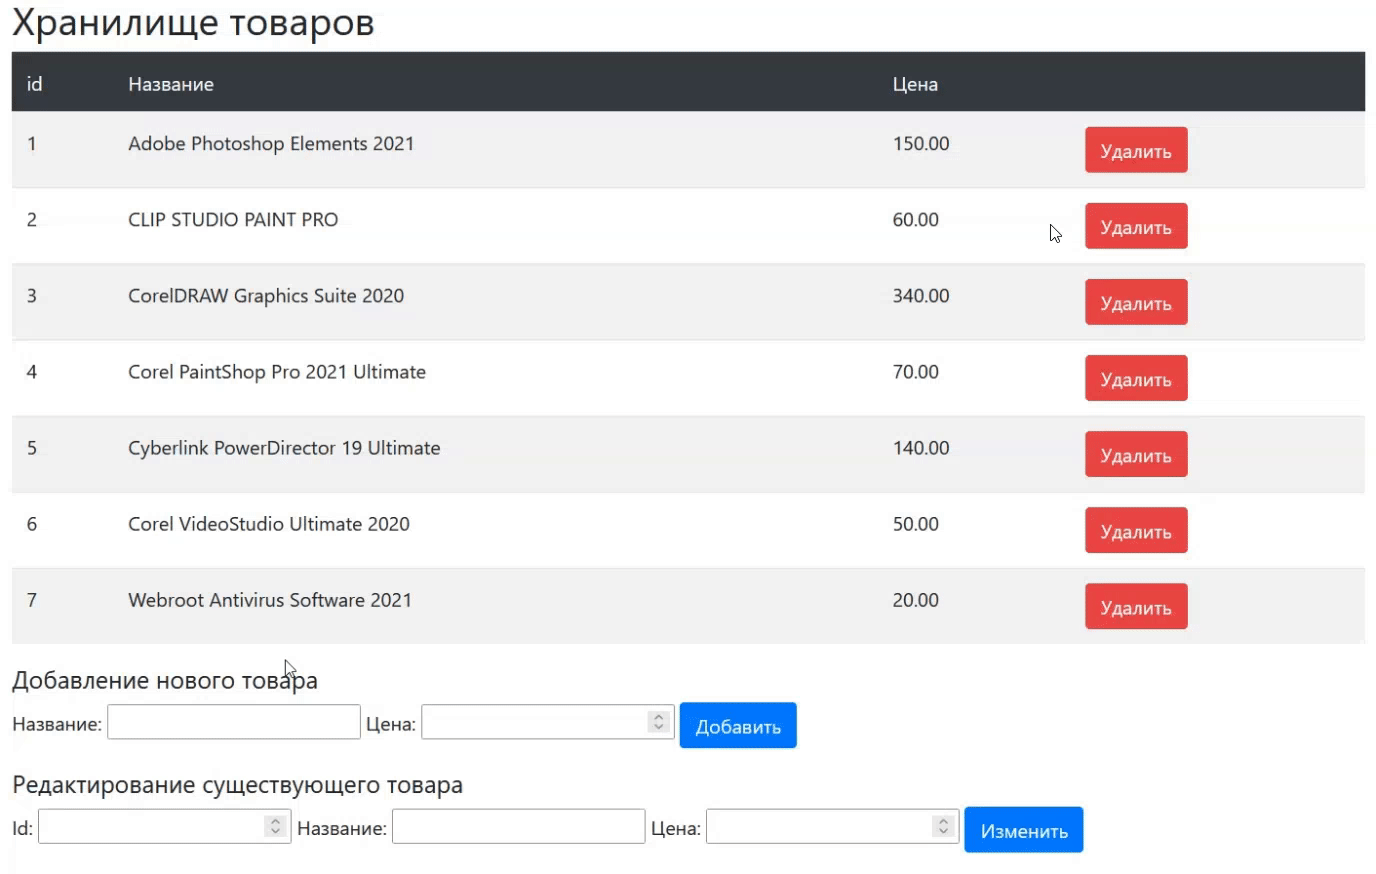 Хранилище товаров
id Название Цена
1 Adobe Photoshop Elements 2021 150.00 Удалить
2 CLIP STUDIO PAINT PRO 60.00 Удалить
3 CorelDRAW Graphics Suite 2020 340.00 Удалить
4 Corel PaintShop Pro 2021 Ultimate 70.00 Удалить
5 Cyberlink PowerDirector 19 Ultimate 140.00 Удалить
6 Corel VideoStudio Ultimate 2020 50.00 Удалить
7 Webroot Antivirus Software 2021 20.00 Удалить
Добавление нового товара
Название: Цена: Добавить
Редактирование существующего товара
Id: Название: Цена: Изменить